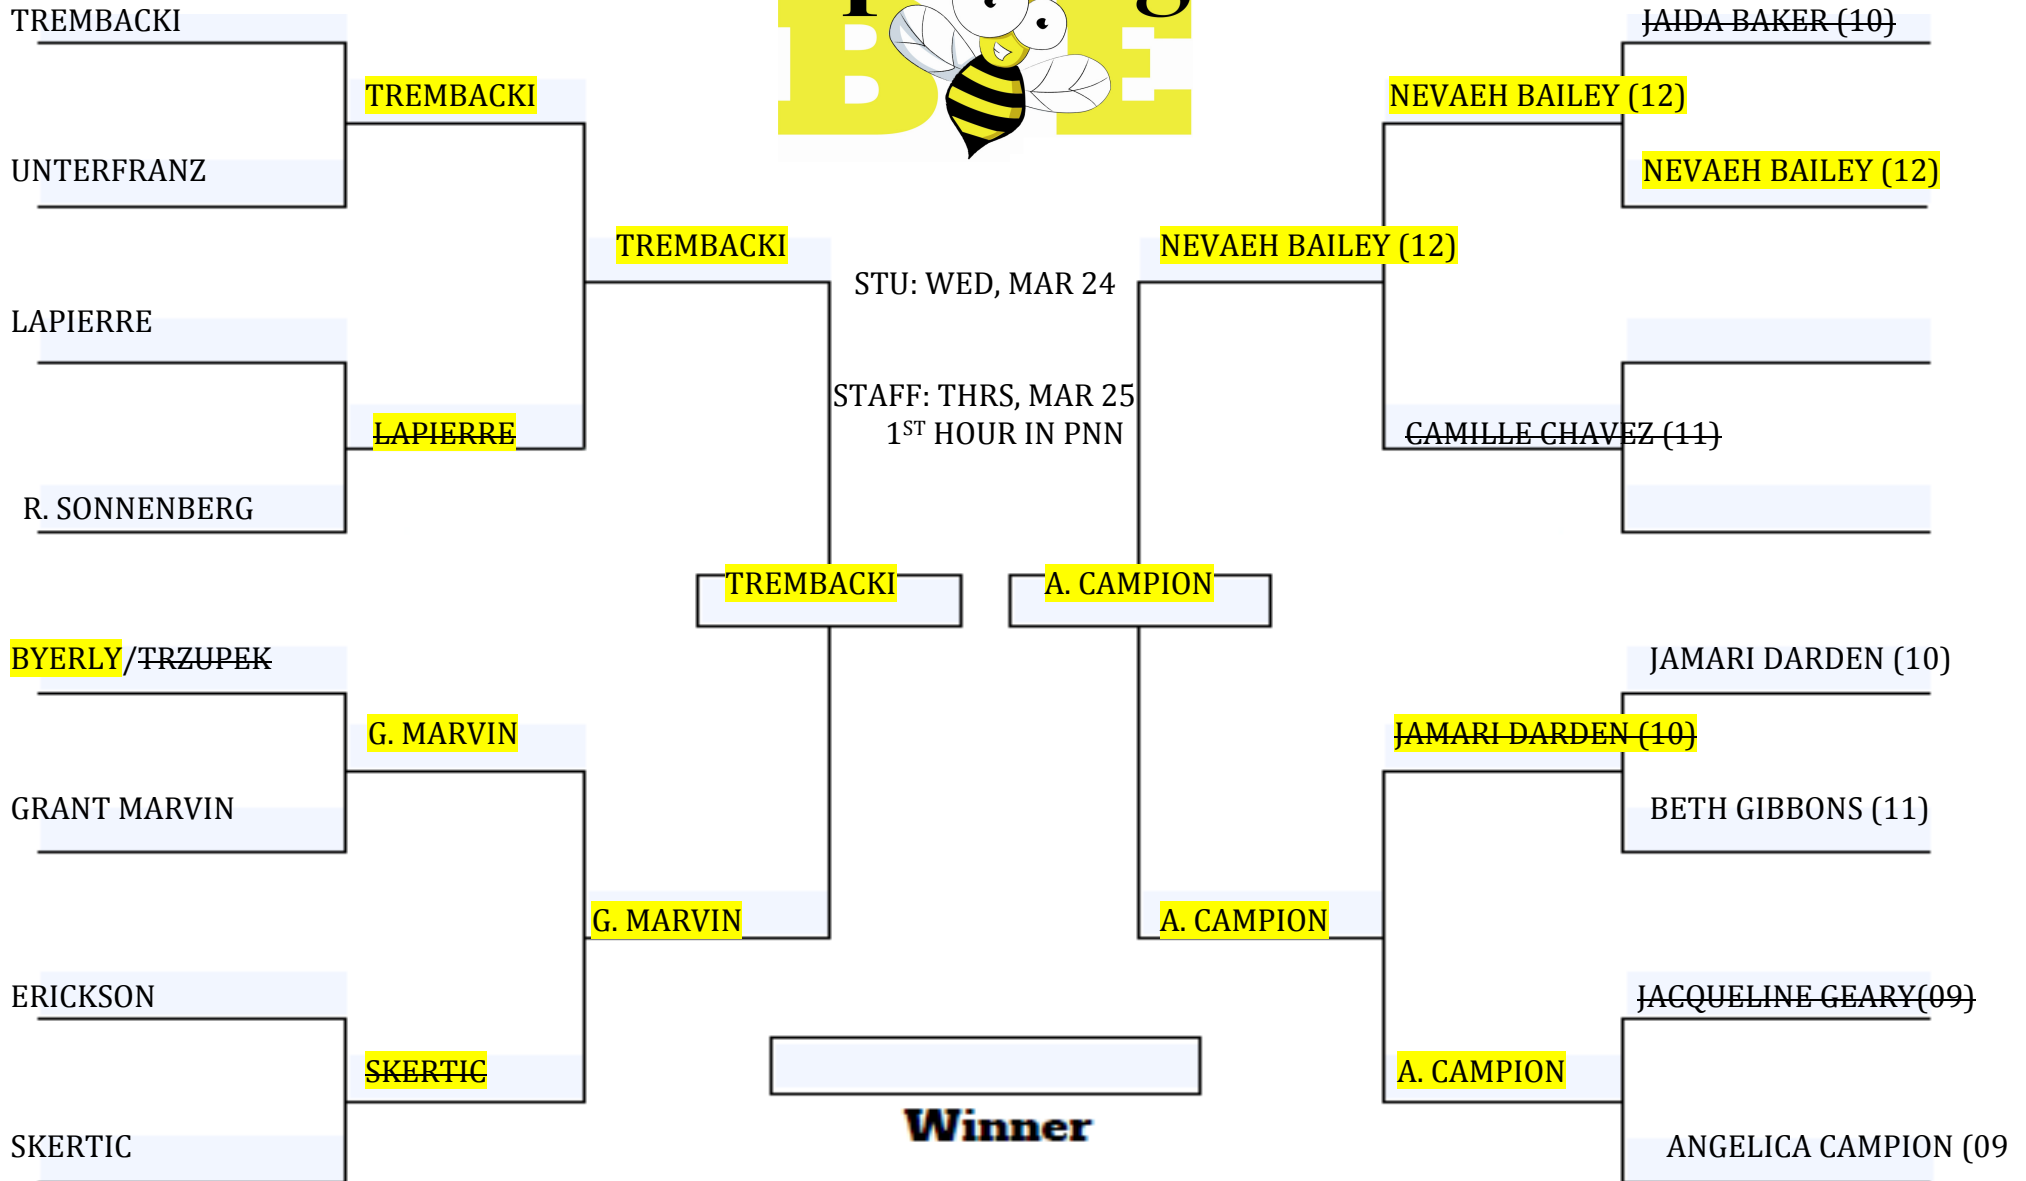 TREMBACKI
TREMBACKI
UNTERFRANZ
TREMBACKI
LAPIERRE
LAPIERRE
R. SONNENBERG
TREMBACKI
BYERLY/TRZUPEK
G. MARVIN
GRANT MARVIN
G. MARVIN
ERICKSON
SKERTIC
SKERTIC
BE
STU: WED, MAR 24
STAFF: THRS, MAR 25
1ST HOUR IN PNN
Winner
JAIDA BAKER (10)
NEVAEH BAILEY (12)
NEVAEH BAILEY (12)
NEVAEH BAILEY (12)
CAMILLE CHAVEZ (11)
A. CAMPION
JAMARI DARDEN (10)
JAMARI DARDEN (10)
BETH GIBBONS (11)
A. CAMPION
JACQUELINE GEARY(09)
A. CAMPION
ANGELICA CAMPION (09